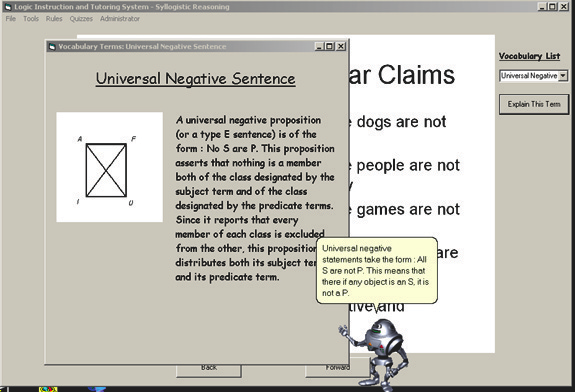 Logic Instruction and Tutoring System - Syllogistic Reasoning
File Tools Rules Quizzes Administrator
Vocabulary Terms: Universal Negative Sentence
Universal Negative Sentence
A F
I U
A universal negative proposition
(or a type E sentence) is of the
form : No S are P. This proposition
asserts that nothing is a member
both of the class designated by the
subject term and of the class
designated by the predicate terms.
Since it reports that every
member of each class is excluded
from the other, this proposition
distributes both its subject
and its predicate term.
ar Claims
e dogs are not
e people are not
e games are not
are
and
Vocabulary List
Universal Negative
Explain This Term
Universal negative
statements take the form : All
S are not P. This means that
there if any object is an S, it is
not a P.
Back Forward